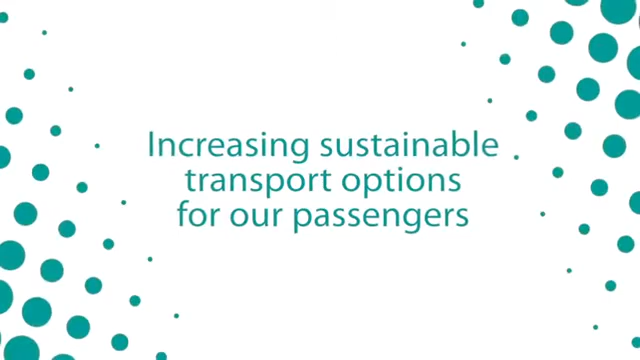 Increasing sustainable
transport options
for our passengers